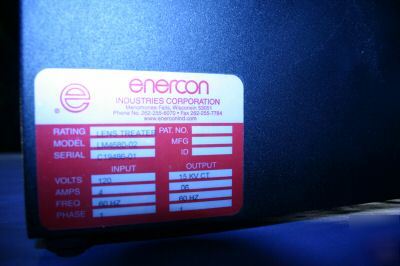 e enercon
INDUSTRIES CORPORATION
Menomonee Falls, Wisconsin 53051
Phone No. 262-255-6070 • Fax 262-255-7784
www.enerconind.com
RATING LENS TREATER PAT. NO.
MODEL LM4580-02 MFG
SERIAL C19486-01 ID
INPUT OUTPUT
VOLTS 120 15 KV CT
AMPS 4 .06
FREQ 60 HZ 60 HZ
PHASE 1 1